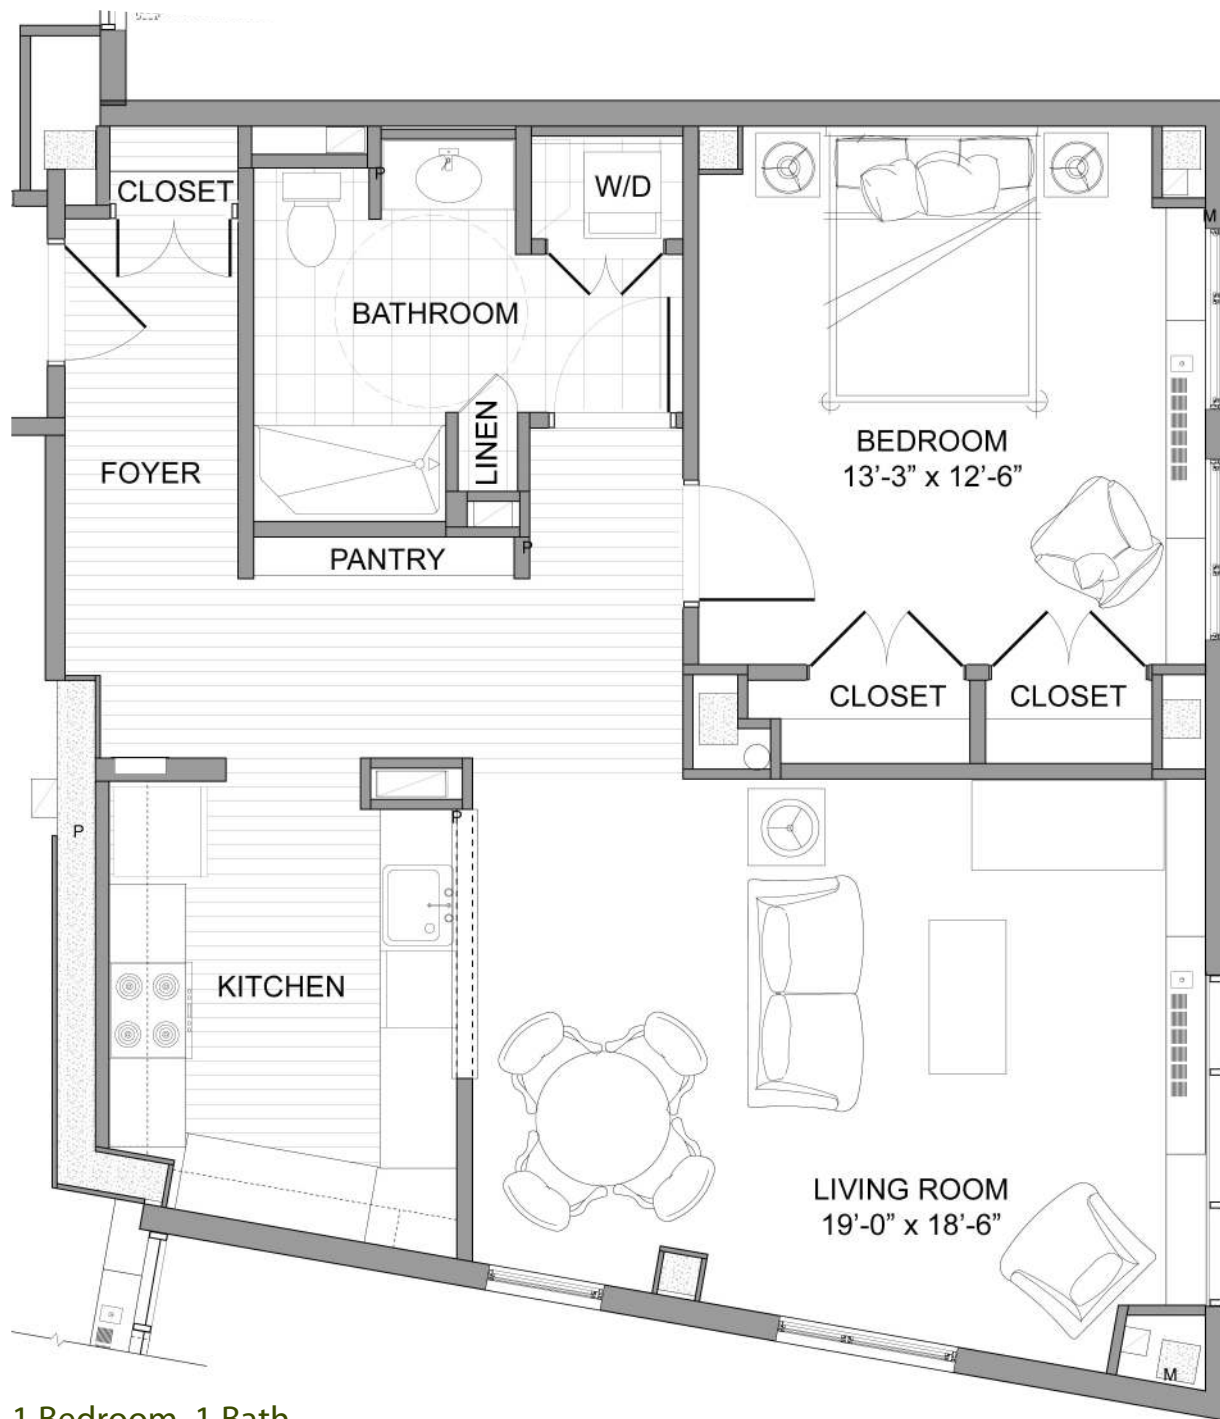 CLOSET
W/D
P
M
BATHROOM
LINEN
FOYER
BEDROOM
13'-3” x 12'-6”
PANTRY
P
CLOSET
CLOSET
P
P
KITCHEN
LIVING ROOM
19'-0” x 18'-6”
M
1 Bedroom, 1 Bath